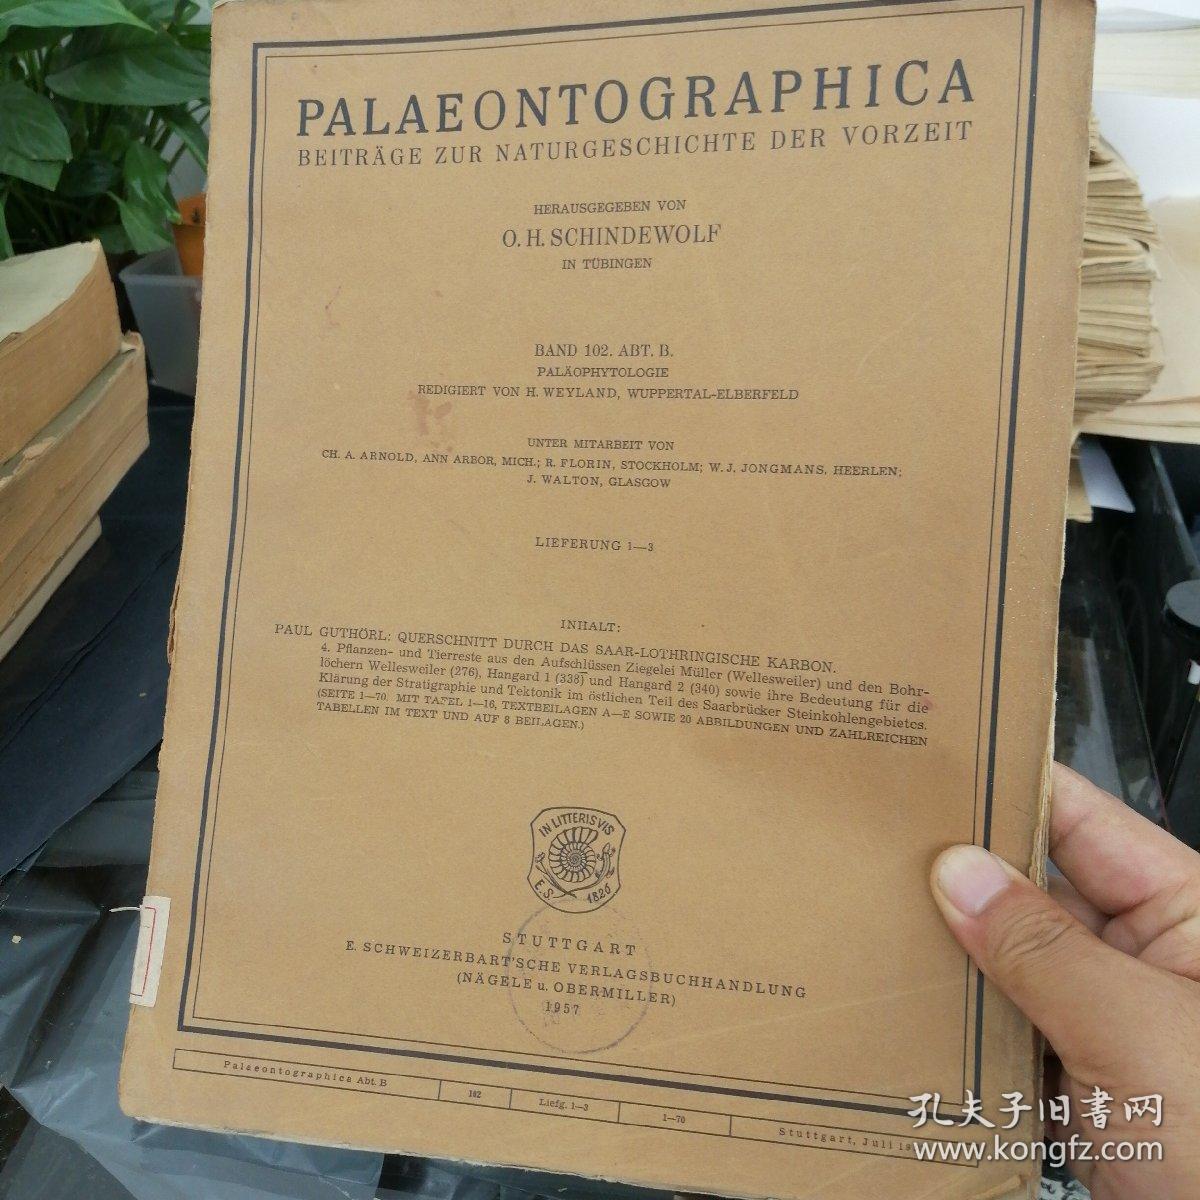 PALAEONTOGRAPHICA
BEITRÄGE ZUR NATURGESCHICHTE DER VORZEIT
HERAUSGEGEBEN VON
O. H. SCHINDEWOLF
IN TÜBINGEN
BAND 102. ABT. B.
PALÄOPHYTOLOGIE
REDIGIERT VON H. WEYLAND, WUPPERTAL-ELBERFELD
UNTER MITARBEIT VON
CH. A. ARNOLD, ANN ARBOR, MICH.; R. FLORIN, STOCKHOLM; W. J. JONGMANS, HEERLEN;
J. WALTON, GLASGOW
LIEFERUNG 1—3
INHALT:
PAUL GUTHÖRL: QUERSCHNITT DURCH DAS SAAR-LOTHRINGISCHE KARBON.
4. Pflanzen- und Tierreste aus den Aufschlüssen Ziegelei Müller (Wellesweiler) und den Bohr-
löchern Wellesweiler (276), Hangard 1 (338) und Hangard 2 (340) sowie ihre Bedeutung für die
Klärung der Stratigraphie und Tektonik im östlichen Teil des Saarbrücker Steinkohlengebietes.
(SEITE 1—70. MIT TAFEL 1—16, TEXTBEILAGEN A—E SOWIE 20 ABBILDUNGEN UND ZAHLREICHEN
TABELLEN IM TEXT UND AUF 8 BEILAGEN.)
IN LITTERIS VIS
E. S. 1826
STUTTGART
E. SCHWEIZERBART'SCHE VERLAGSBUCHHANDLUNG
(NÄGELE u. OBERMILLER)
1957
Palaeontographica Abt. B 102 Liefg. 1—3 1—70 Stuttgart, Juli 19
孔夫子旧書网
www.kongfz.com